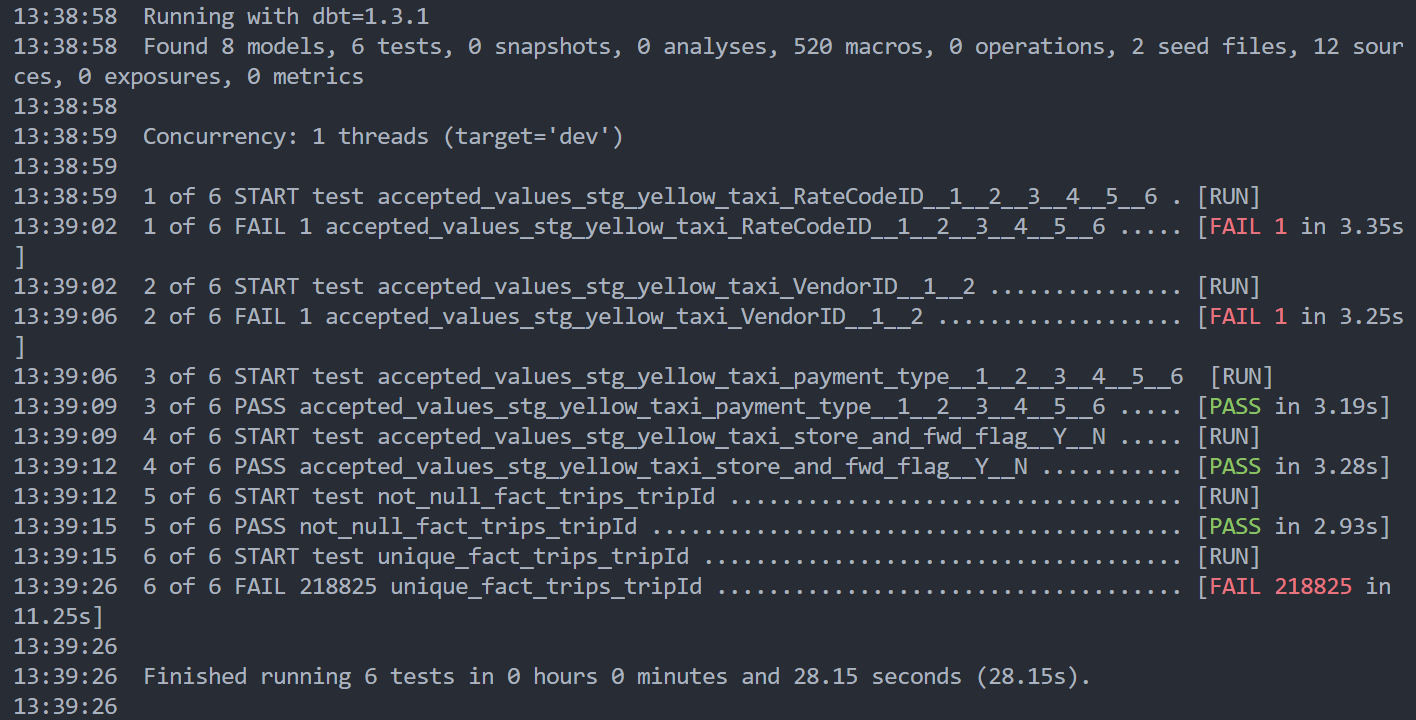 13:38:58  Running with dbt=1.3.1
13:38:58  Found 8 models, 6 tests, 0 snapshots, 0 analyses, 520 macros, 0 operations, 2 seed files, 12 sour
ces, 0 exposures, 0 metrics
13:38:58
13:38:59  Concurrency: 1 threads (target='dev')
13:38:59
13:38:59  1 of 6 START test accepted_values_stg_yellow_taxi_RateCodeID__1__2__3__4__5__6 . [RUN]
13:39:02  1 of 6 FAIL 1 accepted_values_stg_yellow_taxi_RateCodeID__1__2__3__4__5__6 ..... [FAIL 1 in 3.35s
]
13:39:02  2 of 6 START test accepted_values_stg_yellow_taxi_VendorID__1__2 ............... [RUN]
13:39:06  2 of 6 FAIL 1 accepted_values_stg_yellow_taxi_VendorID__1__2 ................... [FAIL 1 in 3.25s
]
13:39:06  3 of 6 START test accepted_values_stg_yellow_taxi_payment_type__1__2__3__4__5__6  [RUN]
13:39:09  3 of 6 PASS accepted_values_stg_yellow_taxi_payment_type__1__2__3__4__5__6 ..... [PASS in 3.19s]
13:39:09  4 of 6 START test accepted_values_stg_yellow_taxi_store_and_fwd_flag__Y__N ..... [RUN]
13:39:12  4 of 6 PASS accepted_values_stg_yellow_taxi_store_and_fwd_flag__Y__N ........... [PASS in 3.28s]
13:39:12  5 of 6 START test not_null_fact_trips_tripId ................................... [RUN]
13:39:15  5 of 6 PASS not_null_fact_trips_tripId ......................................... [PASS in 2.93s]
13:39:15  6 of 6 START test unique_fact_trips_tripId ..................................... [RUN]
13:39:26  6 of 6 FAIL 218825 unique_fact_trips_tripId .................................... [FAIL 218825 in
11.25s]
13:39:26
13:39:26  Finished running 6 tests in 0 hours 0 minutes and 28.15 seconds (28.15s).
13:39:26